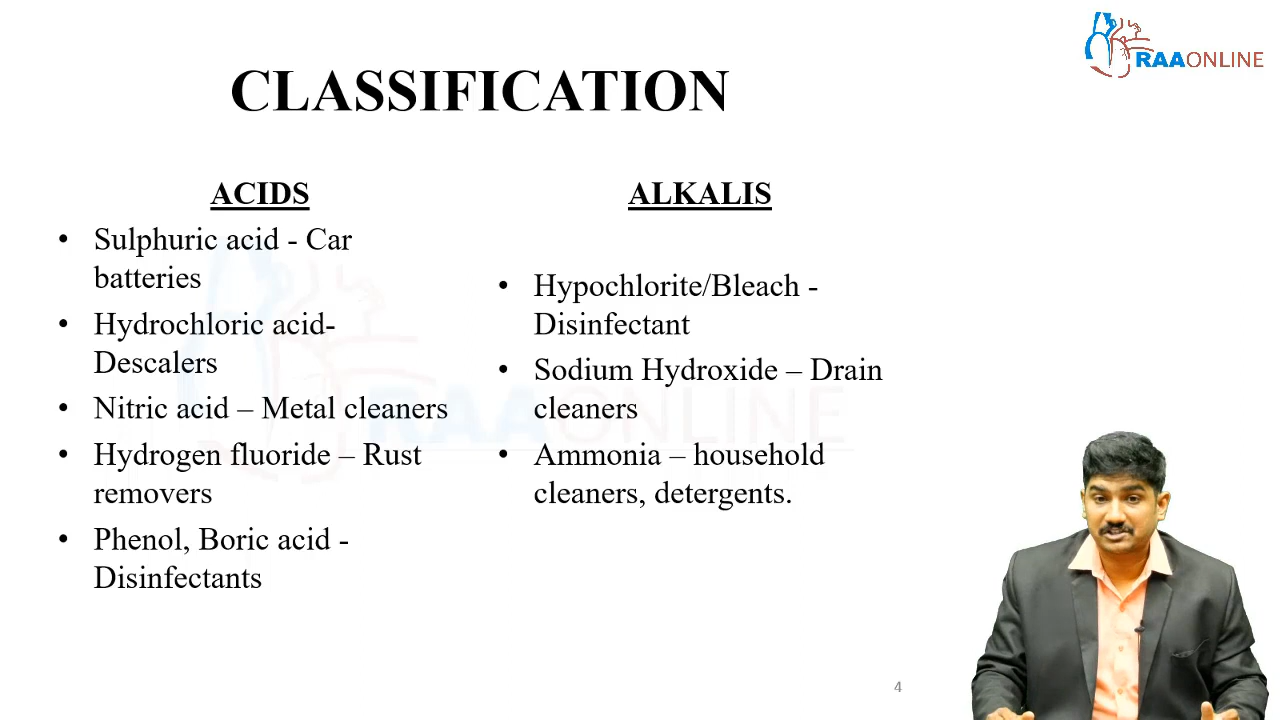 RAAONLINE
CLASSIFICATION
ACIDS
• Sulphuric acid - Car
batteries
• Hydrochloric acid-
Descalers
• Nitric acid – Metal cleaners
• Hydrogen fluoride – Rust
removers
• Phenol, Boric acid -
Disinfectants
ALKALIS
• Hypochlorite/Bleach -
Disinfectant
• Sodium Hydroxide – Drain
cleaners
• Ammonia – household
cleaners, detergents.
RAAONLINE
4